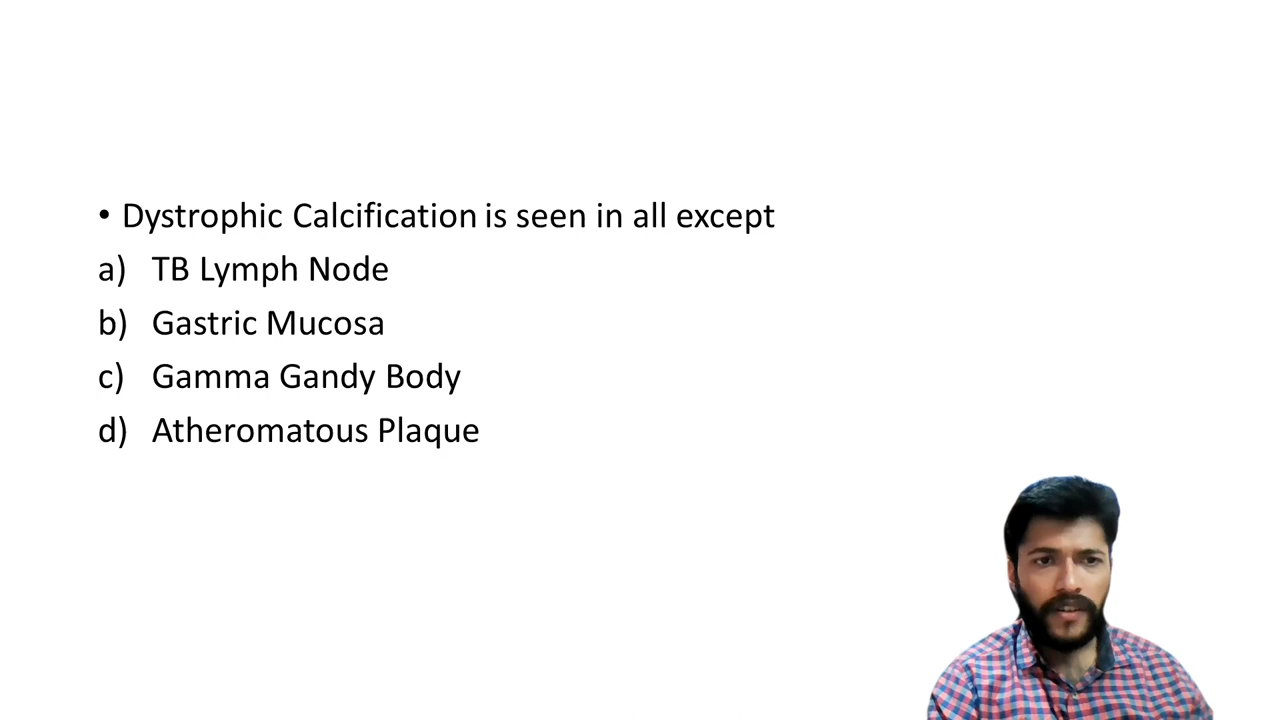 • Dystrophic Calcification is seen in all except
a) TB Lymph Node
b) Gastric Mucosa
c) Gamma Gandy Body
d) Atheromatous Plaque